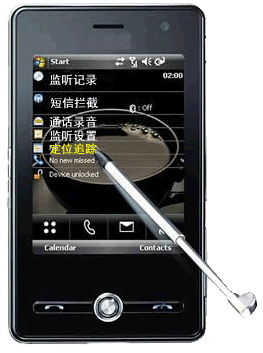 Start
监听记录
02:00
短信拦截
: Off
通话录音
监听设置
定位追踪
No new missed
Device unlocked
Calendar
Contacts